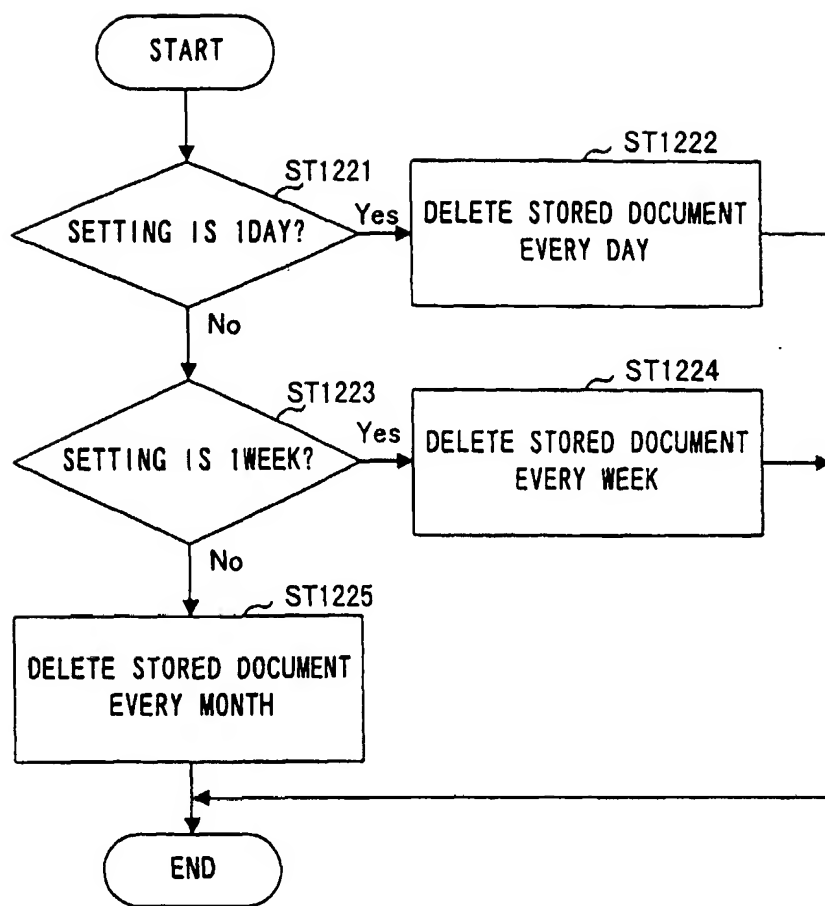 START
ST1221
SETTING IS 1DAY?
Yes
ST1222
DELETE STORED DOCUMENT
EVERY DAY
No
ST1223
SETTING IS 1WEEK?
Yes
ST1224
DELETE STORED DOCUMENT
EVERY WEEK
No
ST1225
DELETE STORED DOCUMENT
EVERY MONTH
END